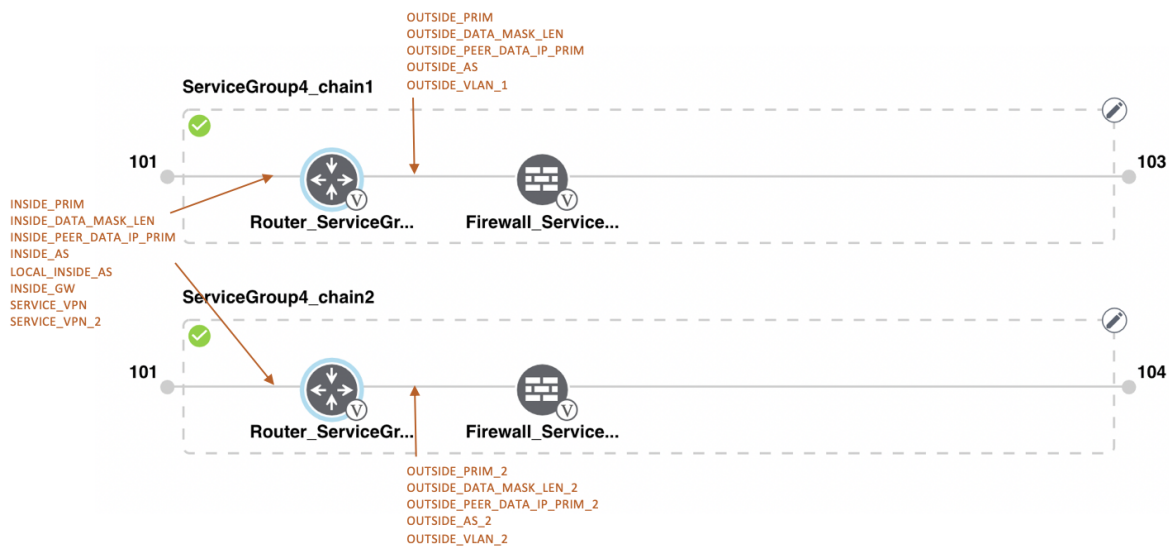 OUTSIDE_PRIM
OUTSIDE_DATA_MASK_LEN
OUTSIDE_PEER_DATA_IP_PRIM
OUTSIDE_AS
OUTSIDE_VLAN_1
ServiceGroup4_chain1
101
103
V
V
Router_ServiceGr...
Firewall_Service...
INSIDE_PRIM
INSIDE_DATA_MASK_LEN
INSIDE_PEER_DATA_IP_PRIM
INSIDE_AS
LOCAL_INSIDE_AS
INSIDE_GW
SERVICE_VPN
SERVICE_VPN_2
ServiceGroup4_chain2
101
104
V
V
Router_ServiceGr...
Firewall_Service...
OUTSIDE_PRIM_2
OUTSIDE_DATA_MASK_LEN_2
OUTSIDE_PEER_DATA_IP_PRIM_2
OUTSIDE_AS_2
OUTSIDE_VLAN_2